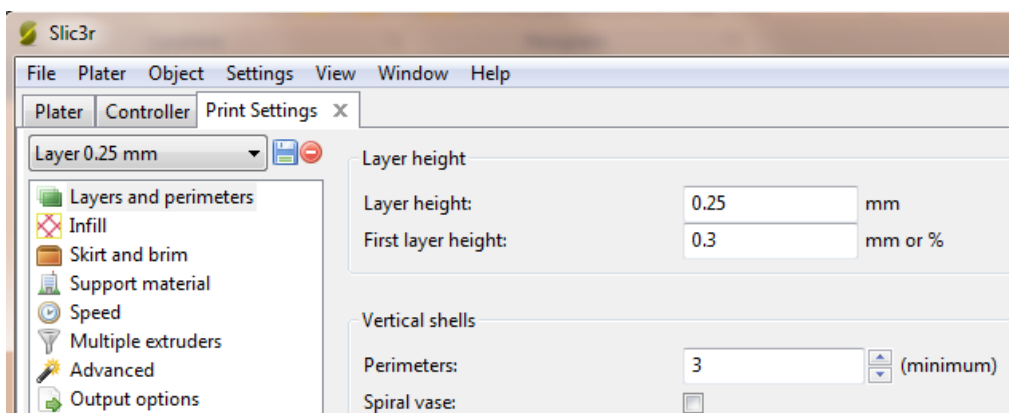 Slic3r
File Plater Object Settings View Window Help
Plater Controller Print Settings X
Layer 0.25 mm
Layers and perimeters
Infill
Skirt and brim
Support material
Speed
Multiple extruders
Advanced
Output options
Layer height
Layer height: 0.25 mm
First layer height: 0.3 mm or %
Vertical shells
Perimeters: 3 (minimum)
Spiral vase: